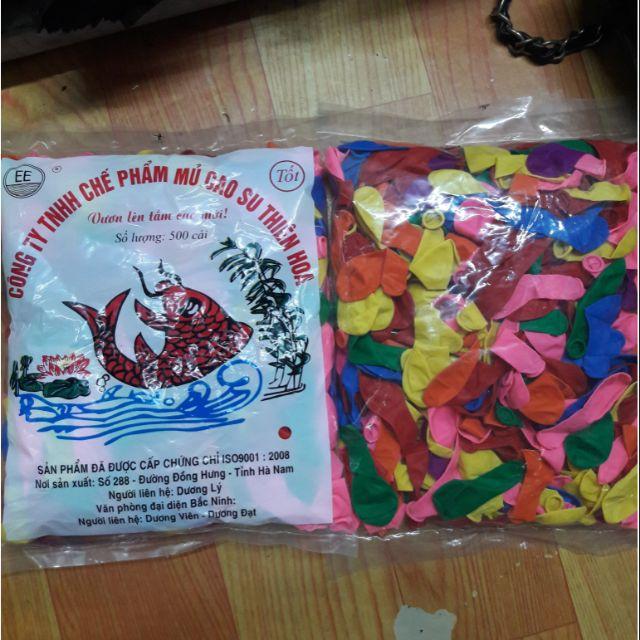 EE
®
Tốt
CÔNG TY TNHH CHẾ PHẨM MỦ CAO SU THIÊN HOA
Vươn lên tầm cao mới!
Số lượng: 500 cái
SẢN PHẨM ĐÃ ĐƯỢC CẤP CHỨNG CHỈ ISO9001 : 2008
Nơi sản xuất: Số 288 - Đường Đồng Hưng - Tỉnh Hà Nam
Người liên hệ: Dương Lý
Văn phòng đại diện Bắc Ninh:
Người liên hệ: Dương Viên - Dương Đạt